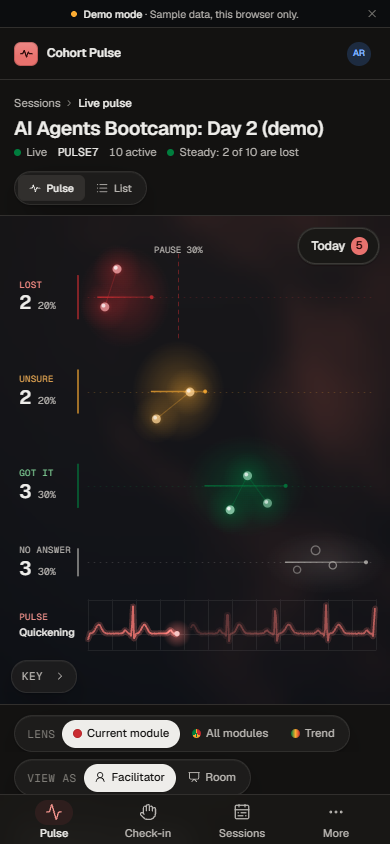 Demo mode · Sample data, this browser only.
Cohort Pulse
AR
Sessions > Live pulse
AI Agents Bootcamp: Day 2 (demo)
Live PULSE7 10 active Steady: 2 of 10 are lost
Pulse List
PAUSE 30%
Today 5
LOST
2 20%
UNSURE
2 20%
GOT IT
3 30%
NO ANSWER
3 30%
PULSE
Quickening
KEY >
LENS Current module All modules Trend
VIEW AS Facilitator Room
Pulse Check-in Sessions More